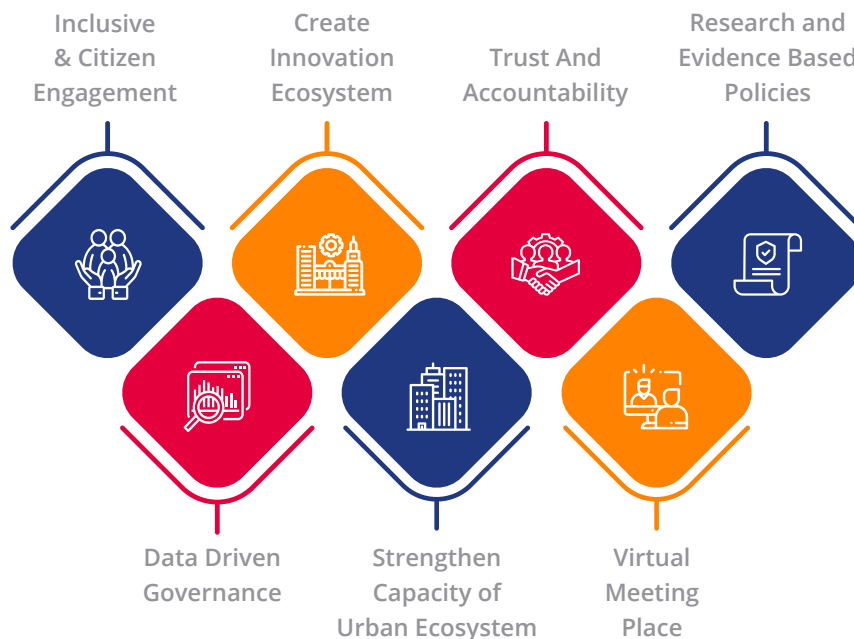 Inclusive
& Citizen
Engagement
Create
Innovation
Ecosystem
Trust And
Accountability
Research and
Evidence Based
Policies
Data Driven
Governance
Strengthen
Capacity of
Urban Ecosystem
Virtual
Meeting
Place